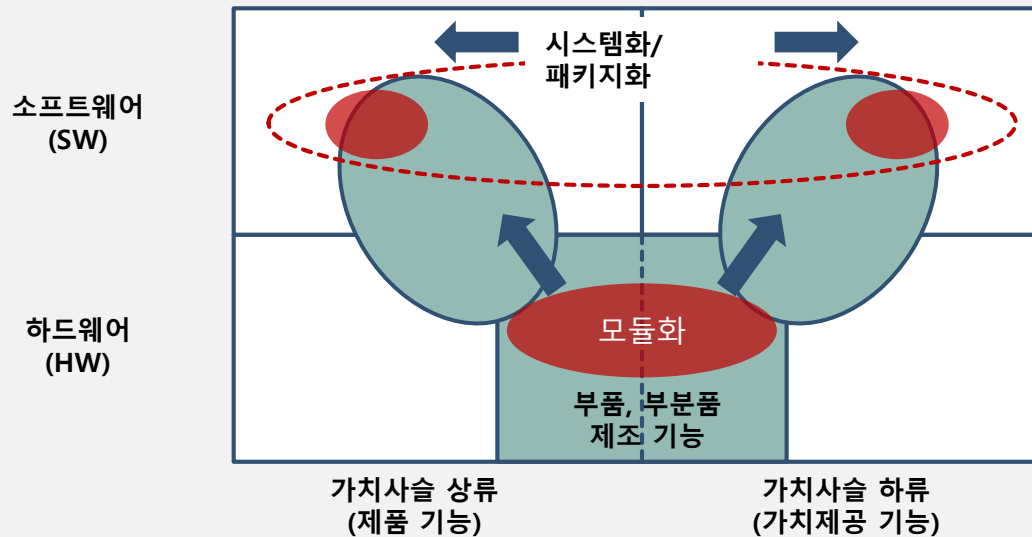 시스템화/
패키지화
소프트웨어
(SW)
하드웨어
(HW)
모듈화
부품, 부분품
제조 기능
가치사슬 상류
(제품 기능)
가치사슬 하류
(가치제공 기능)